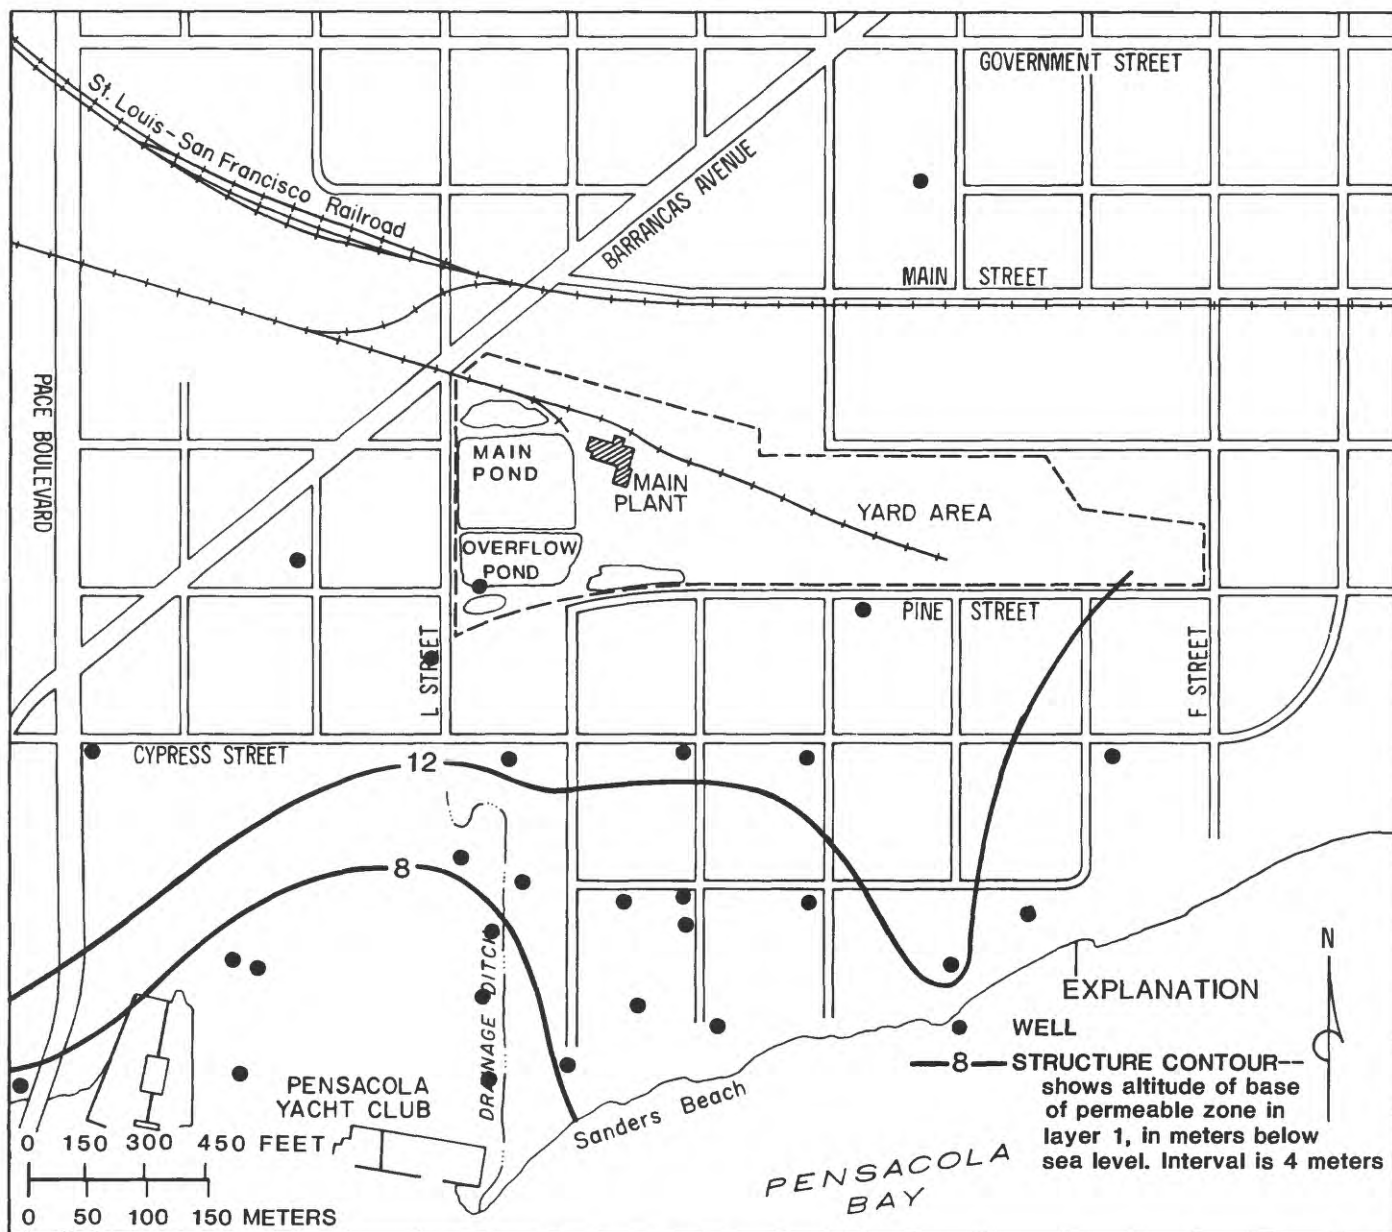 GOVERNMENT STREET
St. Louis-San Francisco Railroad
BARRANCAS AVENUE
MAIN STREET
PACE BOULEVARD
MAIN
POND
MAIN
PLANT
YARD AREA
OVERFLOW
POND
PINE STREET
L STREET
F STREET
CYPRESS STREET
12
8
DRAINAGE DITCH
N
EXPLANATION
WELL
8 STRUCTURE CONTOUR--
shows altitude of base
of permeable zone in
layer 1, in meters below
sea level. Interval is 4 meters
PENSACOLA
YACHT CLUB
Sanders Beach
PENSACOLA
BAY
0 150 300 450 FEET
0 50 100 150 METERS